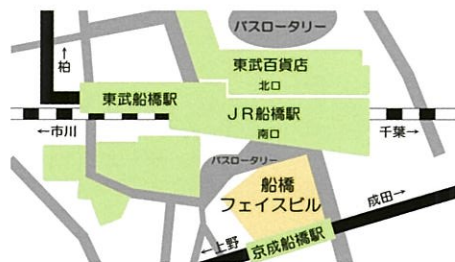 バスロータリー
↑柏
東武百貨店
北口
東武船橋駅
JR船橋駅
←市川
南口
千葉→
バスロータリー
船橋
フェイスビル
成田→
←上野
京成船橋駅